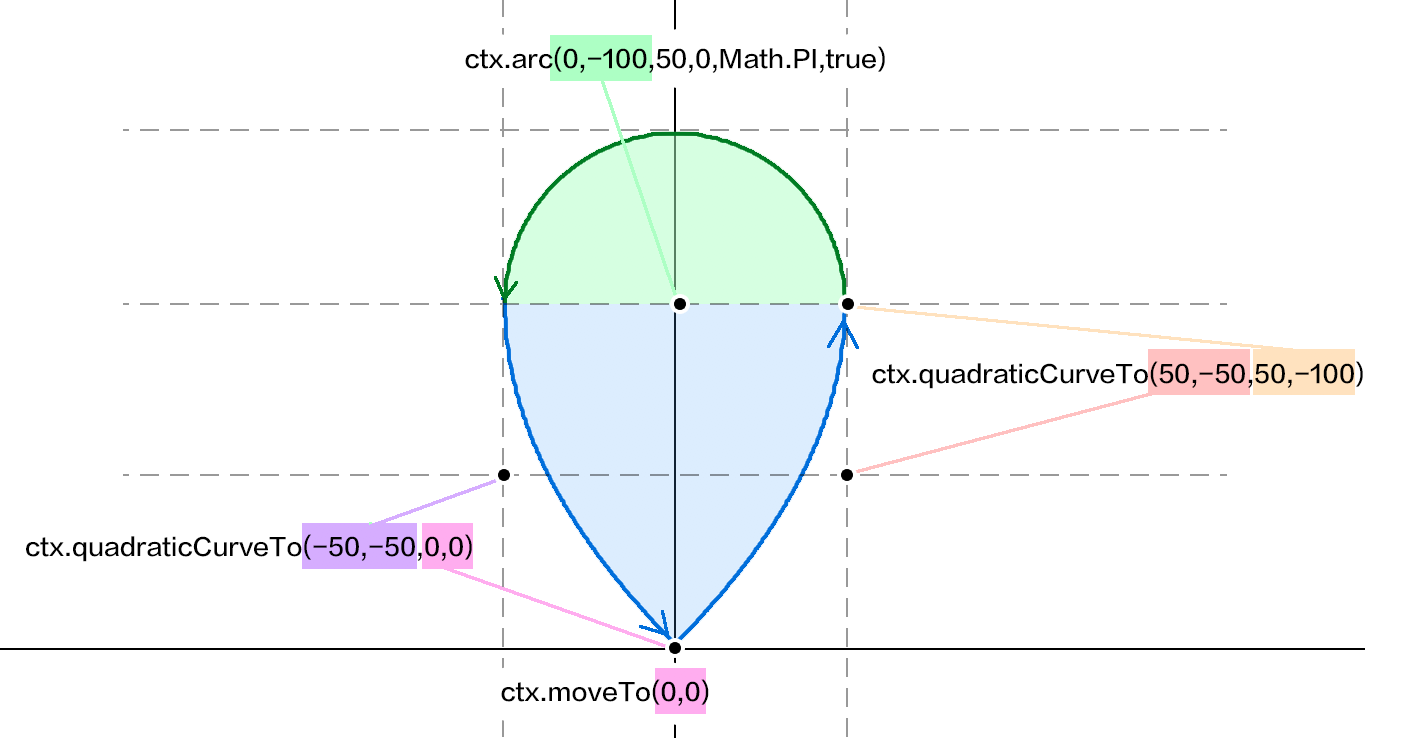 ctx.arc(0,−100,50,0,Math.PI,true)
ctx.quadraticCurveTo(50,−50,50,−100)
ctx.quadraticCurveTo(−50,−50,0,0)
ctx.moveTo(0,0)